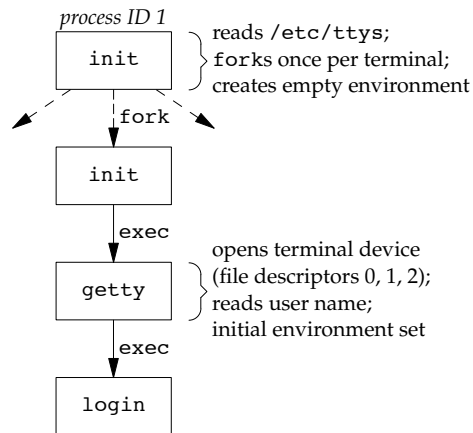 process ID 1
init
reads /etc/ttys;
forks once per terminal;
creates empty environment
fork
init
exec
getty
opens terminal device
(file descriptors 0, 1, 2);
reads user name;
initial environment set
exec
login